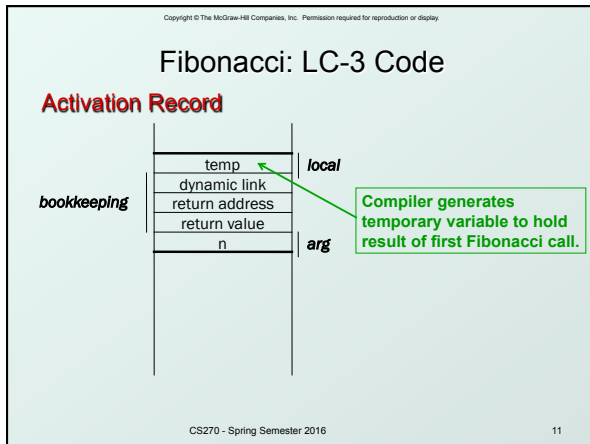 Copyright © The McGraw-Hill Companies, Inc. Permission required for reproduction or display.
Fibonacci: LC-3 Code
Activation Record
temp
local
dynamic link
bookkeeping
return address
return value
n
arg
Compiler generates
temporary variable to hold
result of first Fibonacci call.
CS270 - Spring Semester 2016
11